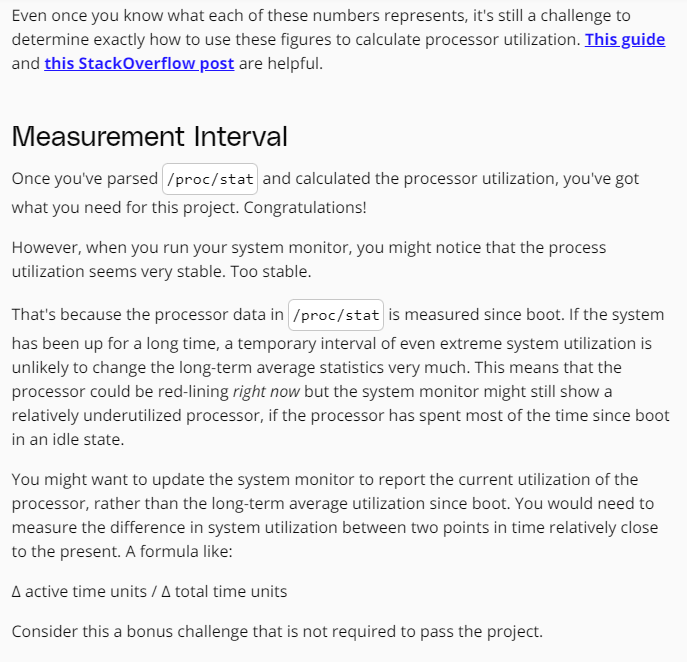 Even once you know what each of these numbers represents, it's still a challenge to
determine exactly how to use these figures to calculate processor utilization. This guide
and this StackOverflow post are helpful.
Measurement Interval
Once you've parsed /proc/stat and calculated the processor utilization, you've got
what you need for this project. Congratulations!
However, when you run your system monitor, you might notice that the process
utilization seems very stable. Too stable.
That's because the processor data in /proc/stat is measured since boot. If the system
has been up for a long time, a temporary interval of even extreme system utilization is
unlikely to change the long-term average statistics very much. This means that the
processor could be red-lining right now but the system monitor might still show a
relatively underutilized processor, if the processor has spent most of the time since boot
in an idle state.
You might want to update the system monitor to report the current utilization of the
processor, rather than the long-term average utilization since boot. You would need to
measure the difference in system utilization between two points in time relatively close
to the present. A formula like:
Δ active time units / Δ total time units
Consider this a bonus challenge that is not required to pass the project.